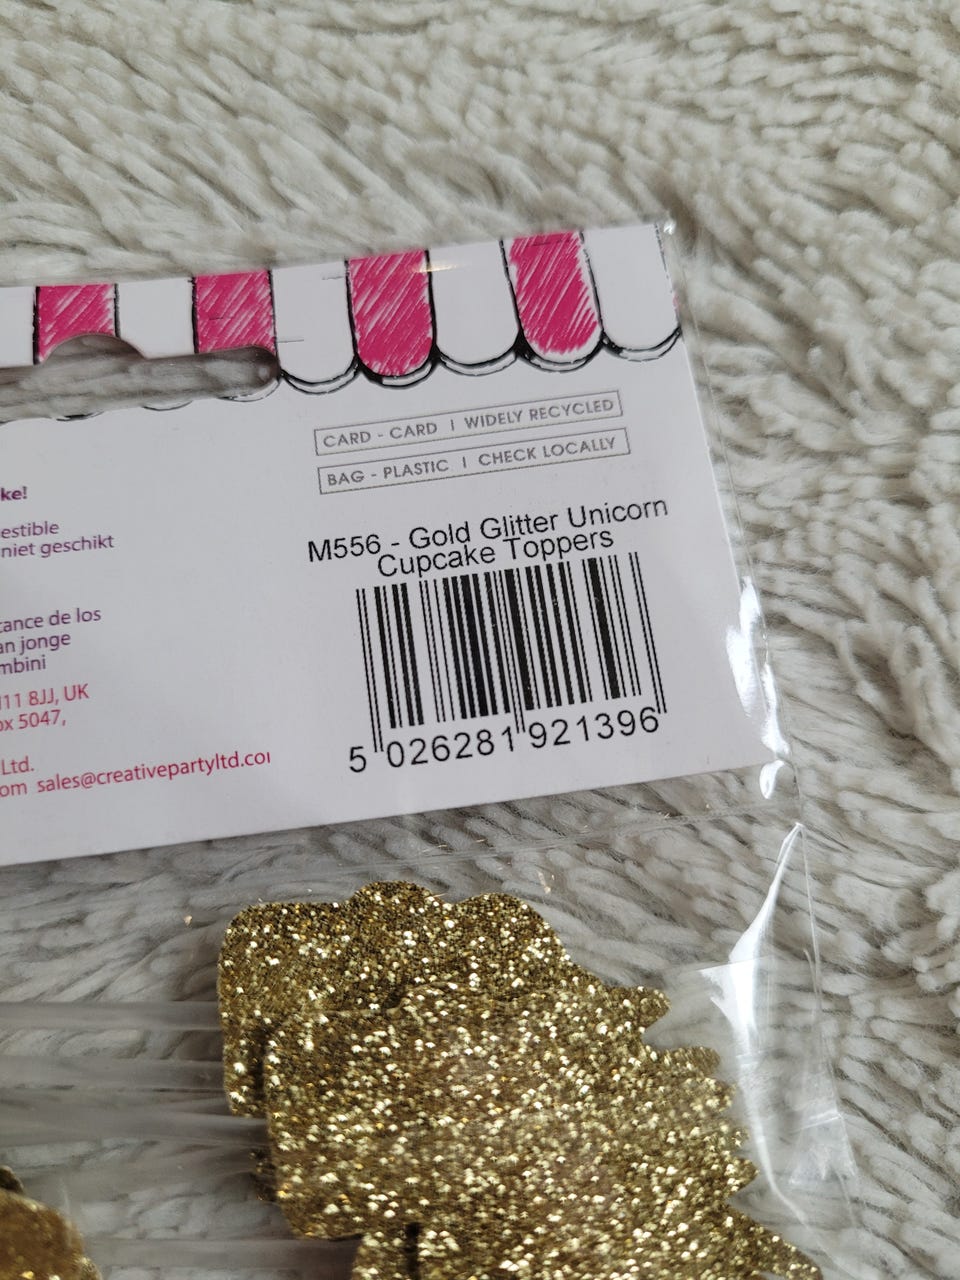 CARD - CARD | WIDELY RECYCLED
BAG - PLASTIC | CHECK LOCALLY
M556 - Gold Glitter Unicorn
Cupcake Toppers
5 026281 921396
ke!
estible
niet geschikt
tance de los
an jonge
mbini
11 8JJ, UK
ox 5047,
Ltd.
om sales@creativepartyltd.co